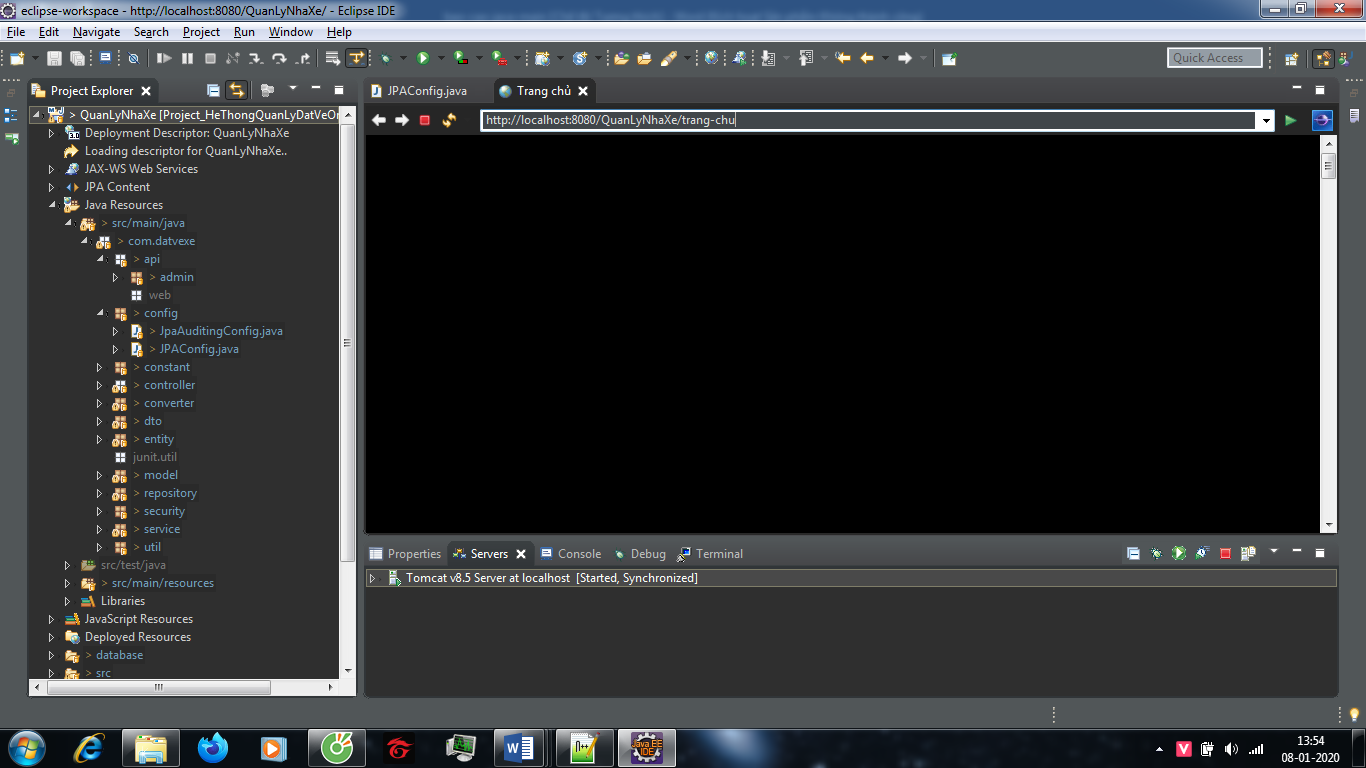 eclipse-workspace - http://localhost:8080/QuanLyNhaXe/ - Eclipse IDE
File Edit Navigate Search Project Run Window Help
Quick Access
Project Explorer
> QuanLyNhaXe [Project_HeThongQuanLyDatVeOn
Deployment Descriptor: QuanLyNhaXe
Loading descriptor for QuanLyNhaXe..
JAX-WS Web Services
JPA Content
Java Resources
> src/main/java
> com.datvexe
> api
> admin
web
> config
> JpaAuditingConfig.java
> JPAConfig.java
> constant
> controller
> converter
> dto
> entity
junit.util
> model
> repository
> security
> service
> util
src/test/java
> src/main/resources
Libraries
JavaScript Resources
Deployed Resources
> database
> src
JPAConfig.java Trang chủ
http://localhost:8080/QuanLyNhaXe/trang-chu
Properties Servers Console Debug Terminal
Tomcat v8.5 Server at localhost [Started, Synchronized]
Java EE IDE
13:54
08-01-2020